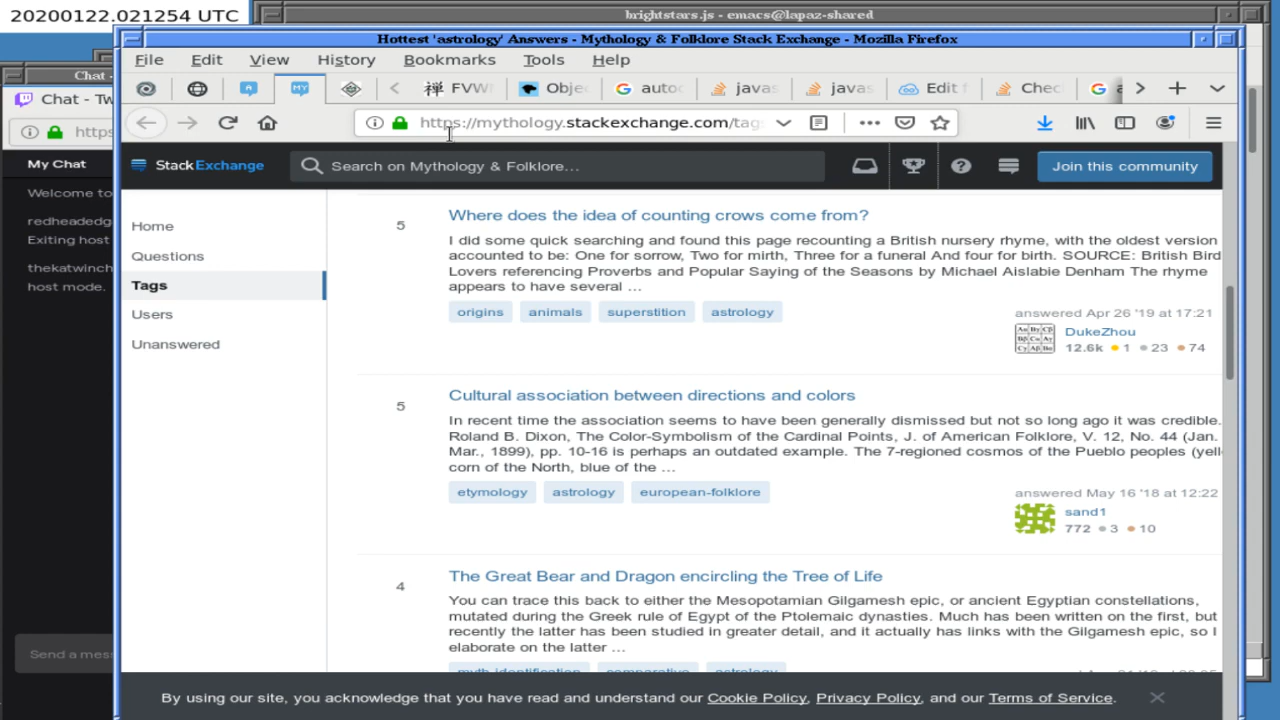 20200122.021254 UTC
brightstars.js - emacs@lapaz-shared
Hottest 'astrology' Answers - Mythology & Folklore Stack Exchange - Mozilla Firefox
Chat -
File Edit View History Bookmarks Tools Help
Chat - Tw
禅 FVW Obje auto javas javas Edit f Chec
https
https://mythology.stackexchange.com/tag
My Chat
StackExchange
Search on Mythology & Folklore...
Join this community
Welcome to
redheadedg
Exiting host
thekatwinch
host mode.
Send a mess
Home
Questions
Tags
Users
Unanswered
5
Where does the idea of counting crows come from?
I did some quick searching and found this page recounting a British nursery rhyme, with the oldest version
accounted to be: One for sorrow, Two for mirth, Three for a funeral And four for birth. SOURCE: British Bird
Lovers referencing Proverbs and Popular Saying of the Seasons by Michael Aislabie Denham The rhyme
appears to have several ...
origins animals superstition astrology
answered Apr 26 '19 at 17:21
DukeZhou
12.6k 1 23 74
5
Cultural association between directions and colors
In recent time the association seems to have been generally dismissed but not so long ago it was credible.
Roland B. Dixon, The Color-Symbolism of the Cardinal Points, J. of American Folklore, V. 12, No. 44 (Jan.
Mar., 1899), pp. 10-16 is perhaps an outdated example. The 7-regioned cosmos of the Pueblo peoples (yell
corn of the North, blue of the ...
etymology astrology european-folklore
answered May 16 '18 at 12:22
sand1
772 3 10
4
The Great Bear and Dragon encircling the Tree of Life
You can trace this back to either the Mesopotamian Gilgamesh epic, or ancient Egyptian constellations,
mutated during the Greek rule of Egypt of the Ptolemaic dynasties. Much has been written on the first, but
recently the latter has been studied in greater detail, and it actually has links with the Gilgamesh epic, so I
elaborate on the latter ...
myth-identification comparative astrology
By using our site, you acknowledge that you have read and understand our Cookie Policy, Privacy Policy, and our Terms of Service.